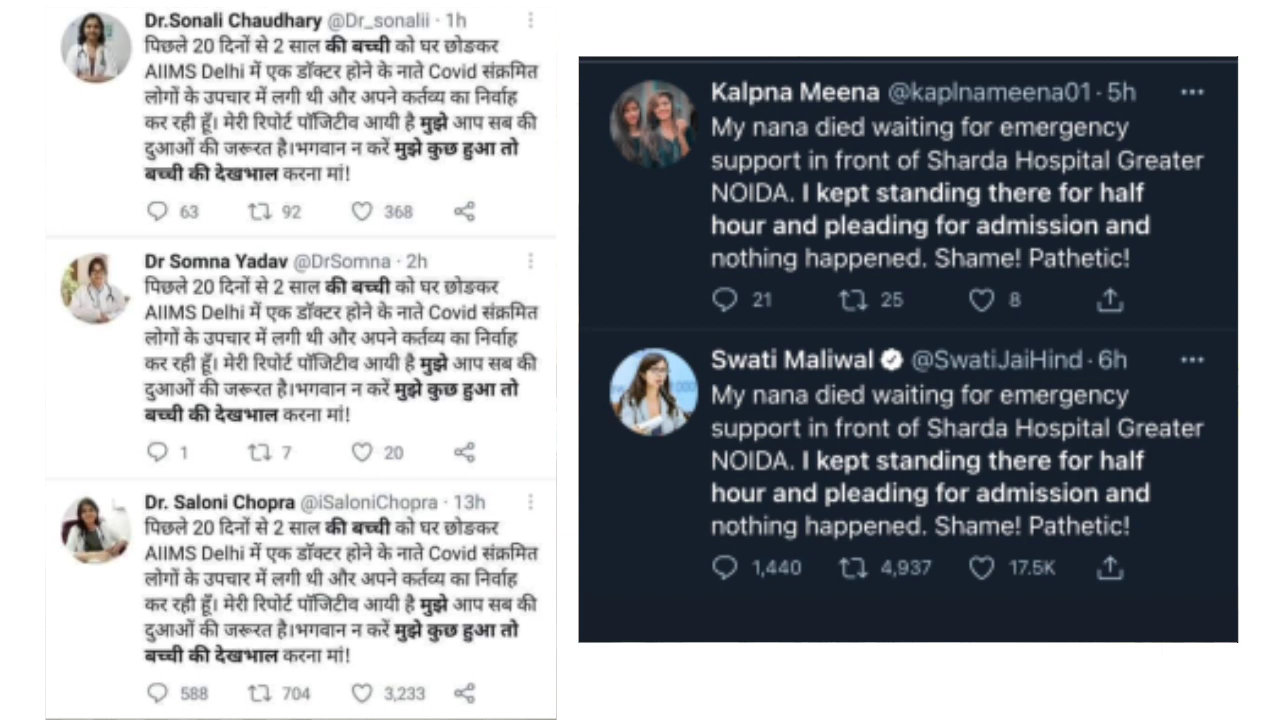 Dr.Sonali Chaudhary @Dr_sonalii · 1h
पिछले 20 दिनों से 2 साल की बच्ची को घर छोडकर
AIIMS Delhi में एक डॉक्टर होने के नाते Covid संक्रमित
लोगों के उपचार में लगी थी और अपने कर्तव्य का निर्वाह
कर रही हूँ। मेरी रिपोर्ट पॉजिटीव आयी है मुझे आप सब की
दुआओं की जरूरत है।भगवान न करें मुझे कुछ हुआ तो
बच्ची की देखभाल करना मां!
63 92 368
Dr Somna Yadav @DrSomna · 2h
पिछले 20 दिनों से 2 साल की बच्ची को घर छोडकर
AIIMS Delhi में एक डॉक्टर होने के नाते Covid संक्रमित
लोगों के उपचार में लगी थी और अपने कर्तव्य का निर्वाह
कर रही हूँ। मेरी रिपोर्ट पॉजिटीव आयी है मुझे आप सब की
दुआओं की जरूरत है।भगवान न करें मुझे कुछ हुआ तो
बच्ची की देखभाल करना मां!
1 7 20
Dr. Saloni Chopra @iSaloniChopra · 13h
पिछले 20 दिनों से 2 साल की बच्ची को घर छोडकर
AIIMS Delhi में एक डॉक्टर होने के नाते Covid संक्रमित
लोगों के उपचार में लगी थी और अपने कर्तव्य का निर्वाह
कर रही हूँ। मेरी रिपोर्ट पॉजिटीव आयी है मुझे आप सब की
दुआओं की जरूरत है।भगवान न करें मुझे कुछ हुआ तो
बच्ची की देखभाल करना मां!
588 704 3,233
Kalpna Meena @kaplnameena01 · 5h
My nana died waiting for emergency
support in front of Sharda Hospital Greater
NOIDA. I kept standing there for half
hour and pleading for admission and
nothing happened. Shame! Pathetic!
21 25 8
Swati Maliwal @SwatiJaiHind · 6h
My nana died waiting for emergency
support in front of Sharda Hospital Greater
NOIDA. I kept standing there for half
hour and pleading for admission and
nothing happened. Shame! Pathetic!
1,440 4,937 17.5K